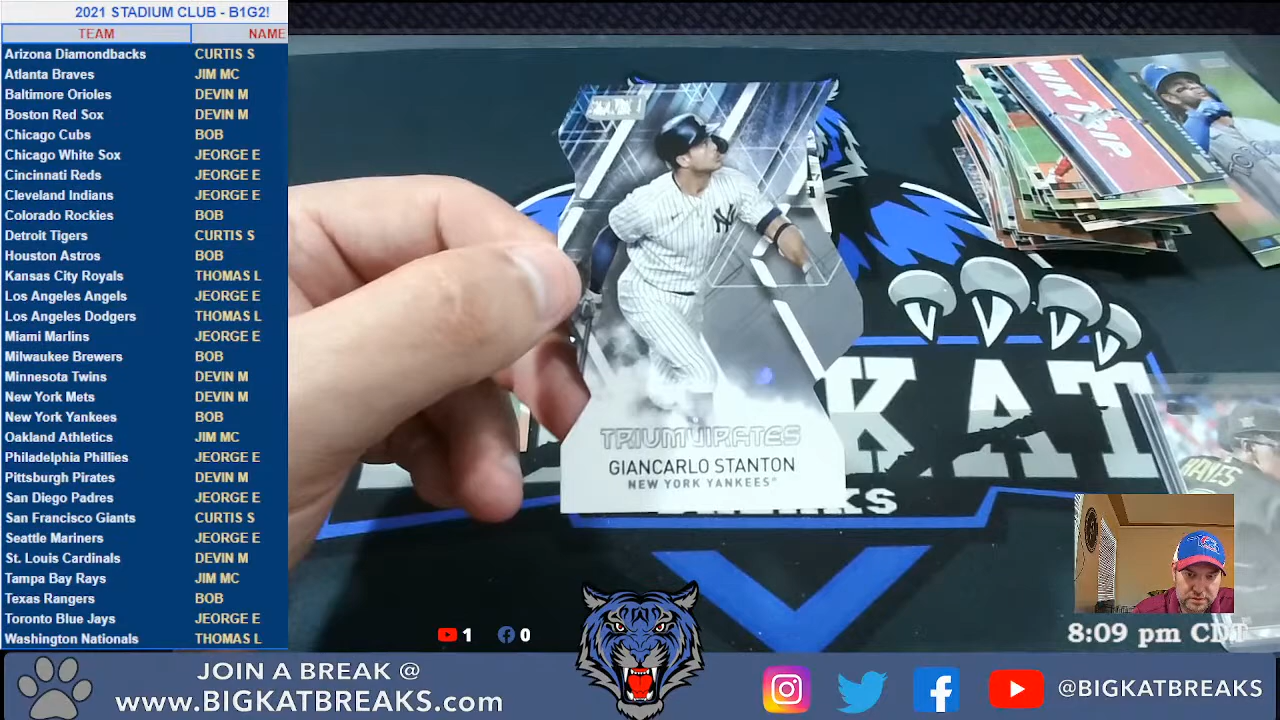 2021 STADIUM CLUB - B1G2!
TEAM NAME
Arizona Diamondbacks CURTIS S
Atlanta Braves JIM MC
Baltimore Orioles DEVIN M
Boston Red Sox DEVIN M
Chicago Cubs BOB
Chicago White Sox JEORGE E
Cincinnati Reds JEORGE E
Cleveland Indians JEORGE E
Colorado Rockies BOB
Detroit Tigers CURTIS S
Houston Astros BOB
Kansas City Royals THOMAS L
Los Angeles Angels JEORGE E
Los Angeles Dodgers THOMAS L
Miami Marlins JEORGE E
Milwaukee Brewers BOB
Minnesota Twins DEVIN M
New York Mets DEVIN M
New York Yankees BOB
Oakland Athletics JIM MC
Philadelphia Phillies JEORGE E
Pittsburgh Pirates DEVIN M
San Diego Padres JEORGE E
San Francisco Giants CURTIS S
Seattle Mariners JEORGE E
St. Louis Cardinals DEVIN M
Tampa Bay Rays JIM MC
Texas Rangers BOB
Toronto Blue Jays JEORGE E
Washington Nationals THOMAS L
NY
TRIUMVIRATES
GIANCARLO STANTON
NEW YORK YANKEES
KWIK TRIP
HAYES
K AT
1
0
8:09 pm CDT
JOIN A BREAK @
www.BIGKATBREAKS.com
@BIGKATBREAKS